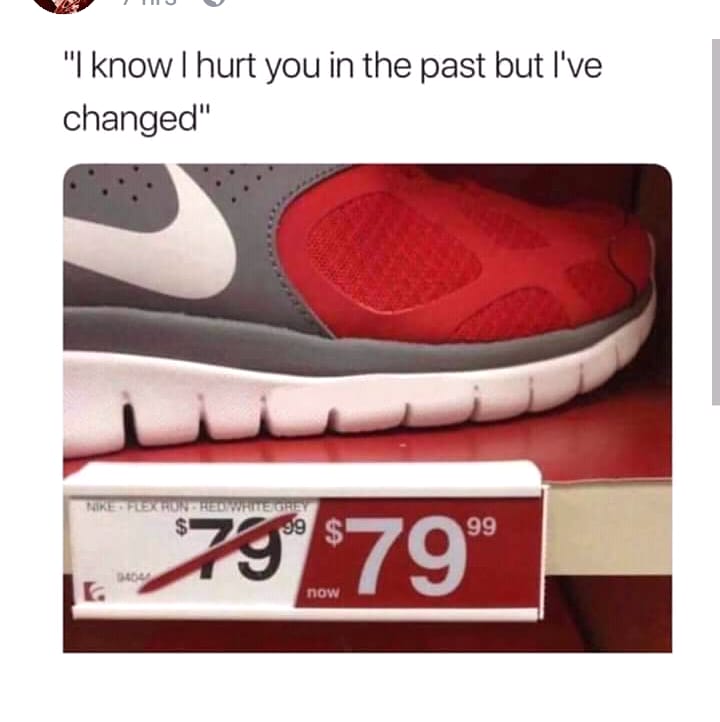 "I know I hurt you in the past but I've
changed"
NIKE - FLEX RUN - RED/WHITE/GREY
$79 99 $79 99
now